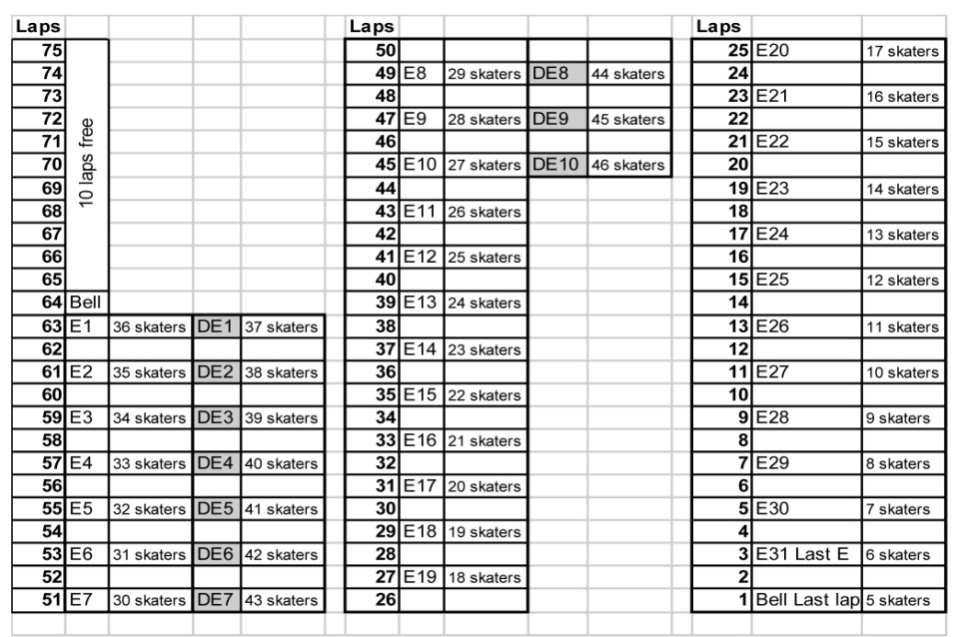 Laps Laps Laps
75 50 25 E20 17 skaters
74 49 E8 29 skaters DE8 44 skaters 24
73 48 23 E21 16 skaters
72 47 E9 28 skaters DE9 45 skaters 22
71 46 21 E22 15 skaters
70 45 E10 27 skaters DE10 46 skaters 20
10 laps free
69 44 19 E23 14 skaters
68 43 E11 26 skaters 18
67 42 17 E24 13 skaters
66 41 E12 25 skaters 16
65 40 15 E25 12 skaters
64 Bell 39 E13 24 skaters 14
63 E1 36 skaters DE1 37 skaters 38 13 E26 11 skaters
62 37 E14 23 skaters 12
61 E2 35 skaters DE2 38 skaters 36 11 E27 10 skaters
60 35 E15 22 skaters 10
59 E3 34 skaters DE3 39 skaters 34 9 E28 9 skaters
58 33 E16 21 skaters 8
57 E4 33 skaters DE4 40 skaters 32 7 E29 8 skaters
56 31 E17 20 skaters 6
55 E5 32 skaters DE5 41 skaters 30 5 E30 7 skaters
54 29 E18 19 skaters 4
53 E6 31 skaters DE6 42 skaters 28 3 E31 Last E 6 skaters
52 27 E19 18 skaters 2
51 E7 30 skaters DE7 43 skaters 26 1 Bell Last lap 5 skaters